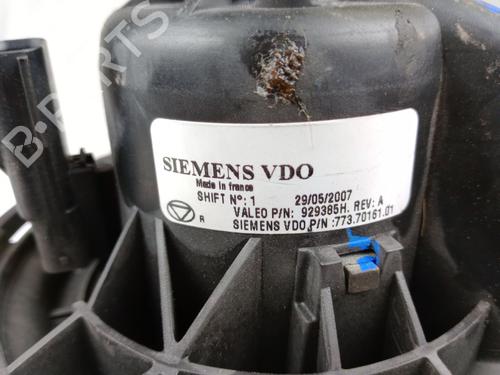 B-PARTS
SIEMENS VDO
Made in france
SHIFT N°: 1 29/05/2007
R VALEO P/N: 929385H. REV: A
SIEMENS VDO P/N :773.70161.01